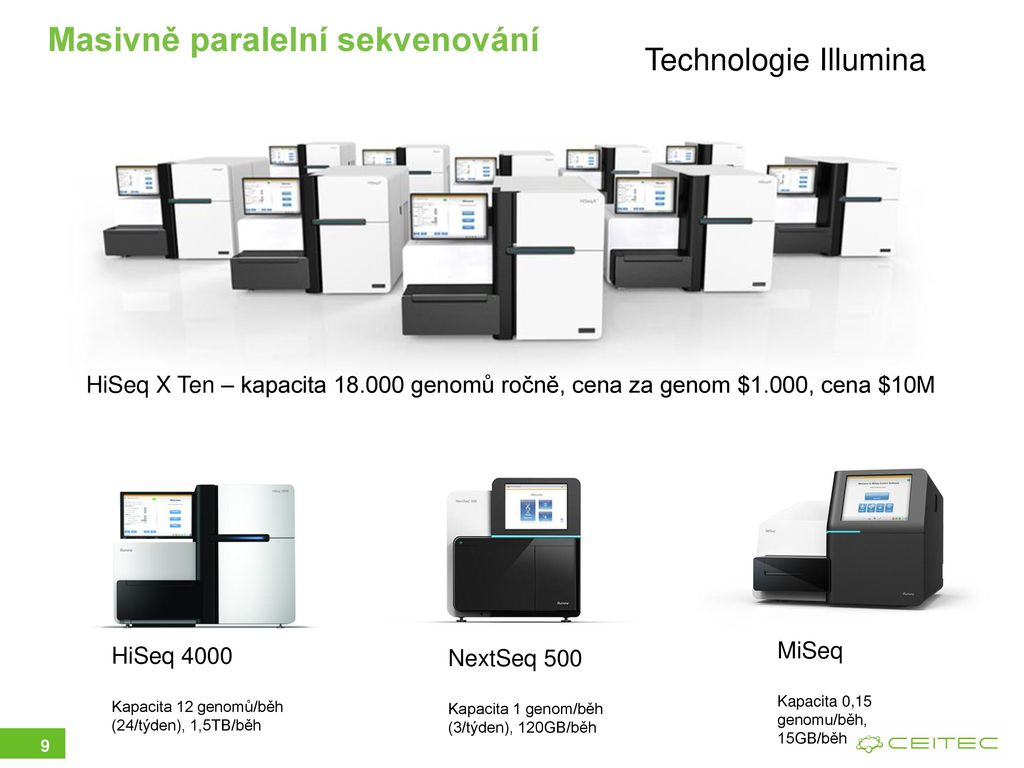 Masivně paralelní sekvenování
Technologie Illumina
HiSeq X Ten – kapacita 18.000 genomů ročně, cena za genom $1.000, cena $10M
HiSeq 4000
Kapacita 12 genomů/běh
(24/týden), 1,5TB/běh
NextSeq 500
Kapacita 1 genom/běh
(3/týden), 120GB/běh
MiSeq
Kapacita 0,15
genomu/běh,
15GB/běh
9
CEITEC